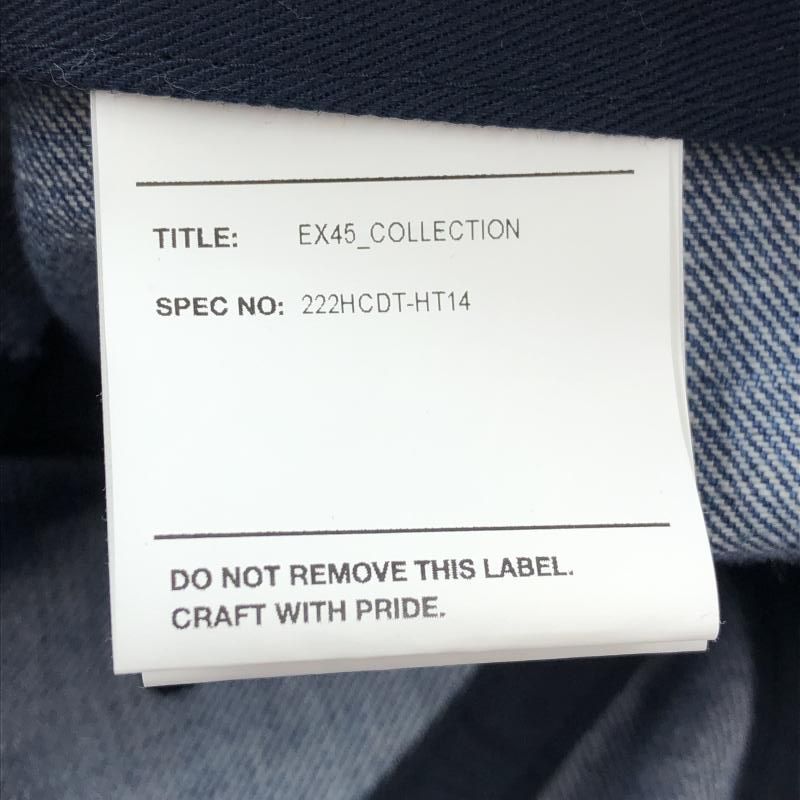 TITLE: EX45_COLLECTION
SPEC NO: 222HCDT-HT14
DO NOT REMOVE THIS LABEL.
CRAFT WITH PRIDE.